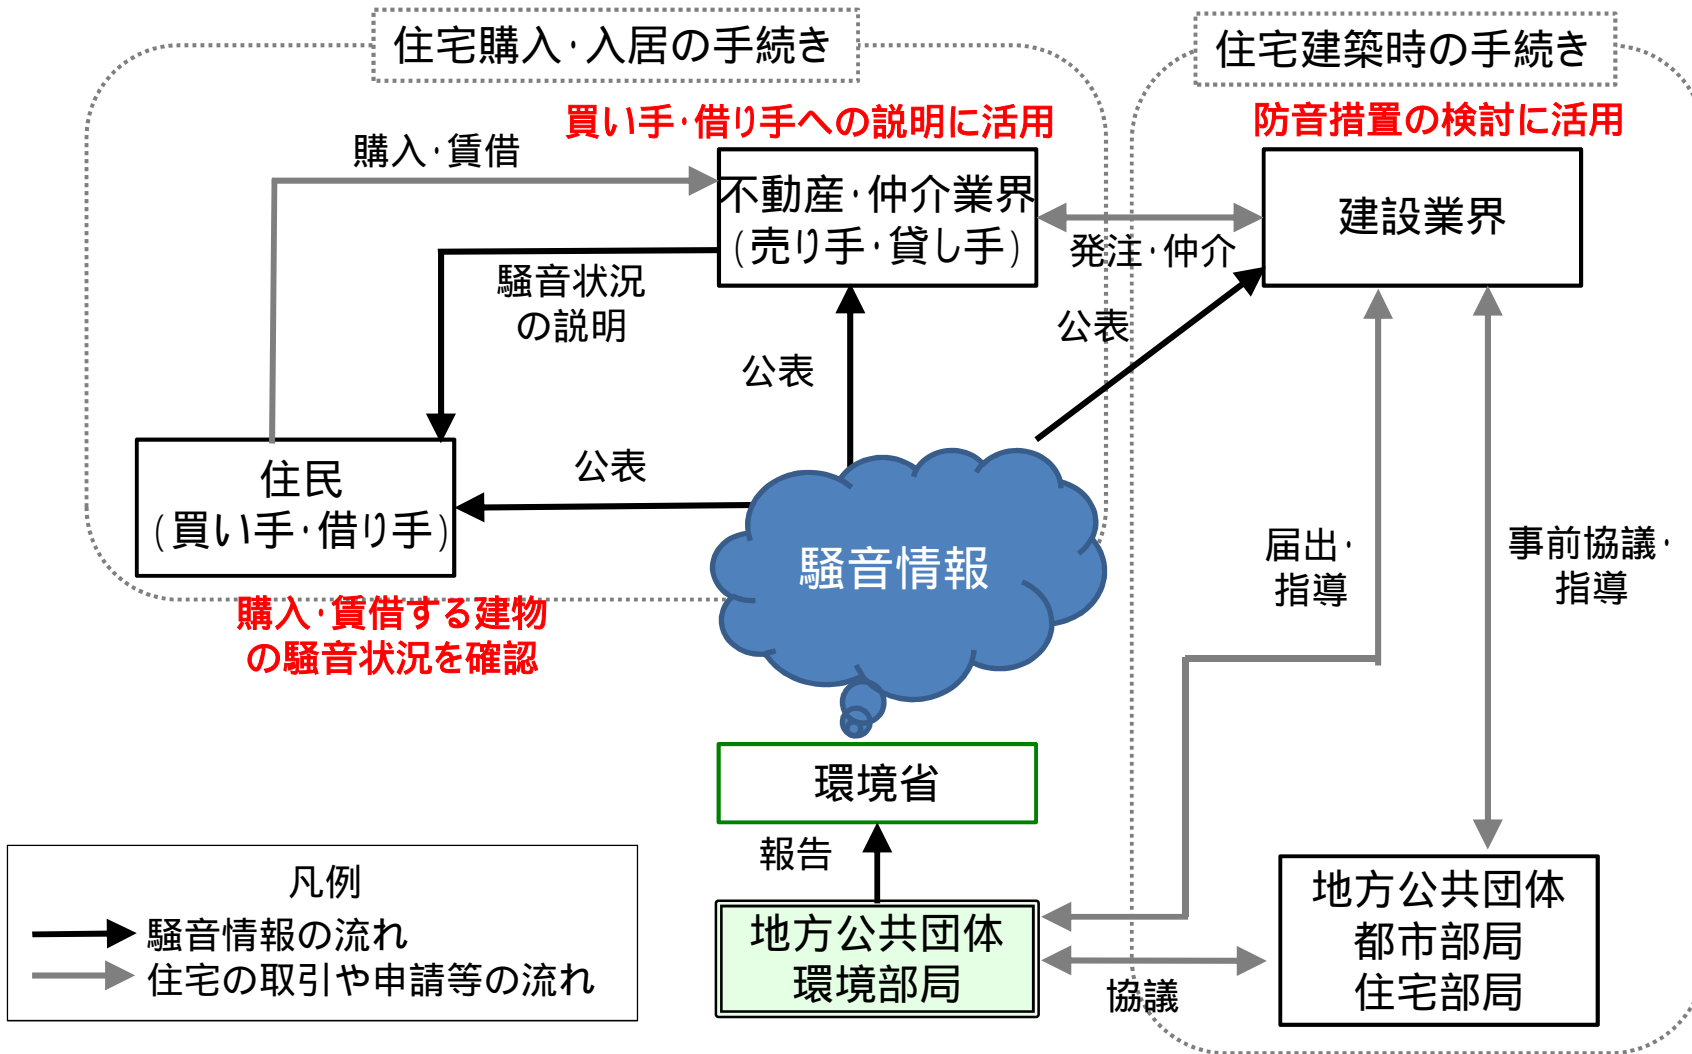 住宅購入・入居の手続き
住宅建築時の手続き
買い手・借り手への説明に活用
防音措置の検討に活用
購入・賃借
不動産・仲介業界
(売り手・貸し手)
建設業界
発注・仲介
騒音状況
の説明
公表
公表
公表
住民
(買い手・借り手)
騒音情報
届出・
指導
事前協議・
指導
購入・賃借する建物
の騒音状況を確認
環境省
報告
地方公共団体
環境部局
協議
地方公共団体
都市部局
住宅部局
凡例
騒音情報の流れ
住宅の取引や申請等の流れ